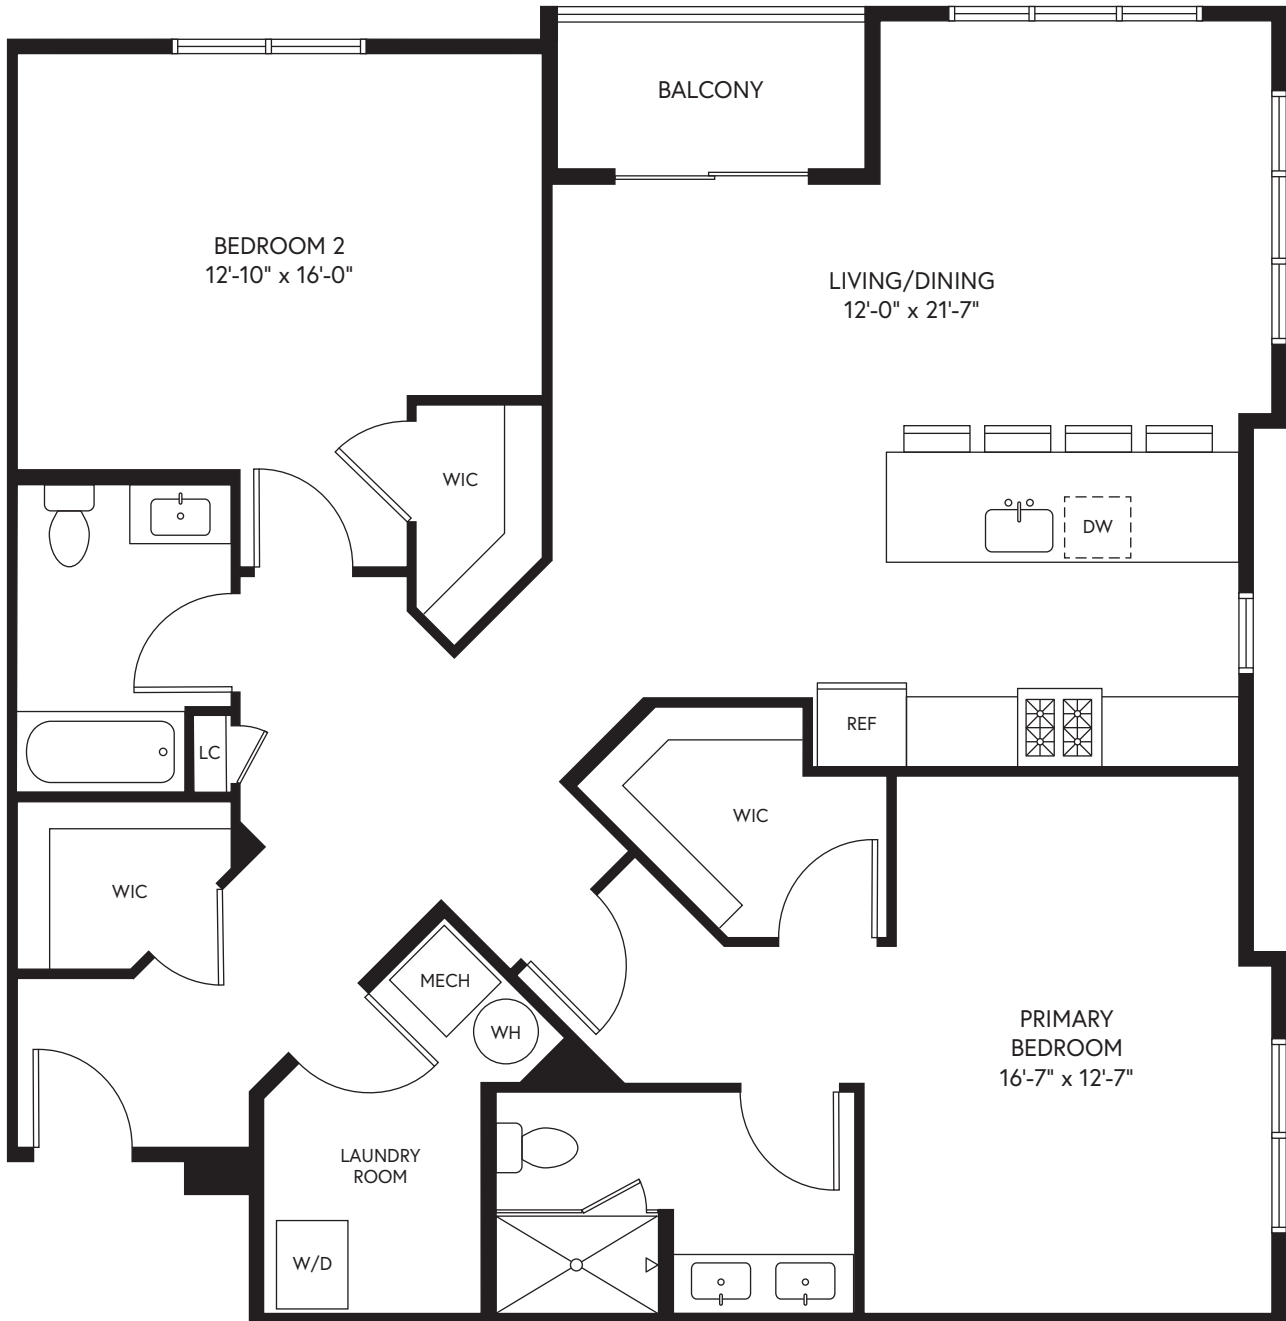 BALCONY
BEDROOM 2
12'-10" x 16'-0"
LIVING/DINING
12'-0" x 21'-7"
WIC
DW
REF
LC
WIC
WIC
MECH
WH
PRIMARY
BEDROOM
16'-7" x 12'-7"
LAUNDRY
ROOM
W/D